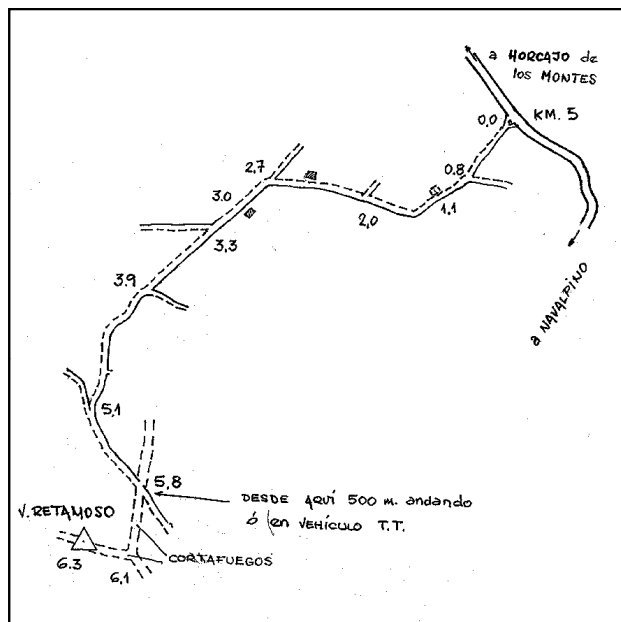 a HORCAJO de
los MONTES
KM. 5
0.0
0.8
1,1
2,0
2,7
3.0
3,3
3.9
a NAVALPINO
5,1
5,8
DESDE AQUÍ 500 m. andando
ó (en VEHÍCULO T.T.
V. RETAMOSO
CORTAFUEGOS
6.3
6,1